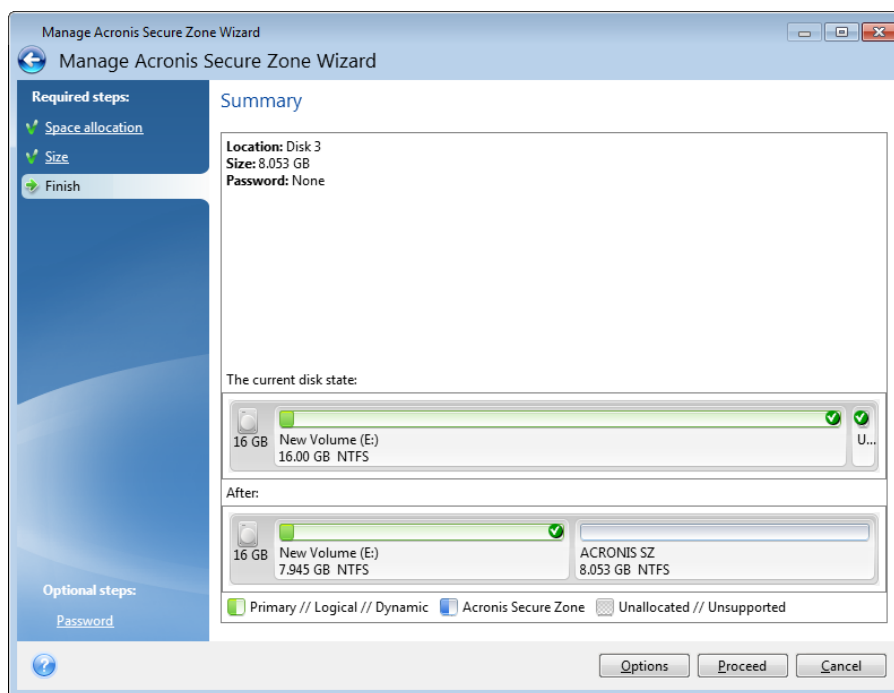 Manage Acronis Secure Zone Wizard
Manage Acronis Secure Zone Wizard
Required steps:
Space allocation
Size
Finish
Optional steps:
Password
Summary
Location: Disk 3
Size: 8.053 GB
Password: None
The current disk state:
16 GB
New Volume (E:)
16.00 GB NTFS
U...
After:
16 GB
New Volume (E:)
7.945 GB NTFS
ACRONIS SZ
8.053 GB NTFS
Primary // Logical // Dynamic Acronis Secure Zone Unallocated // Unsupported
Options Proceed Cancel